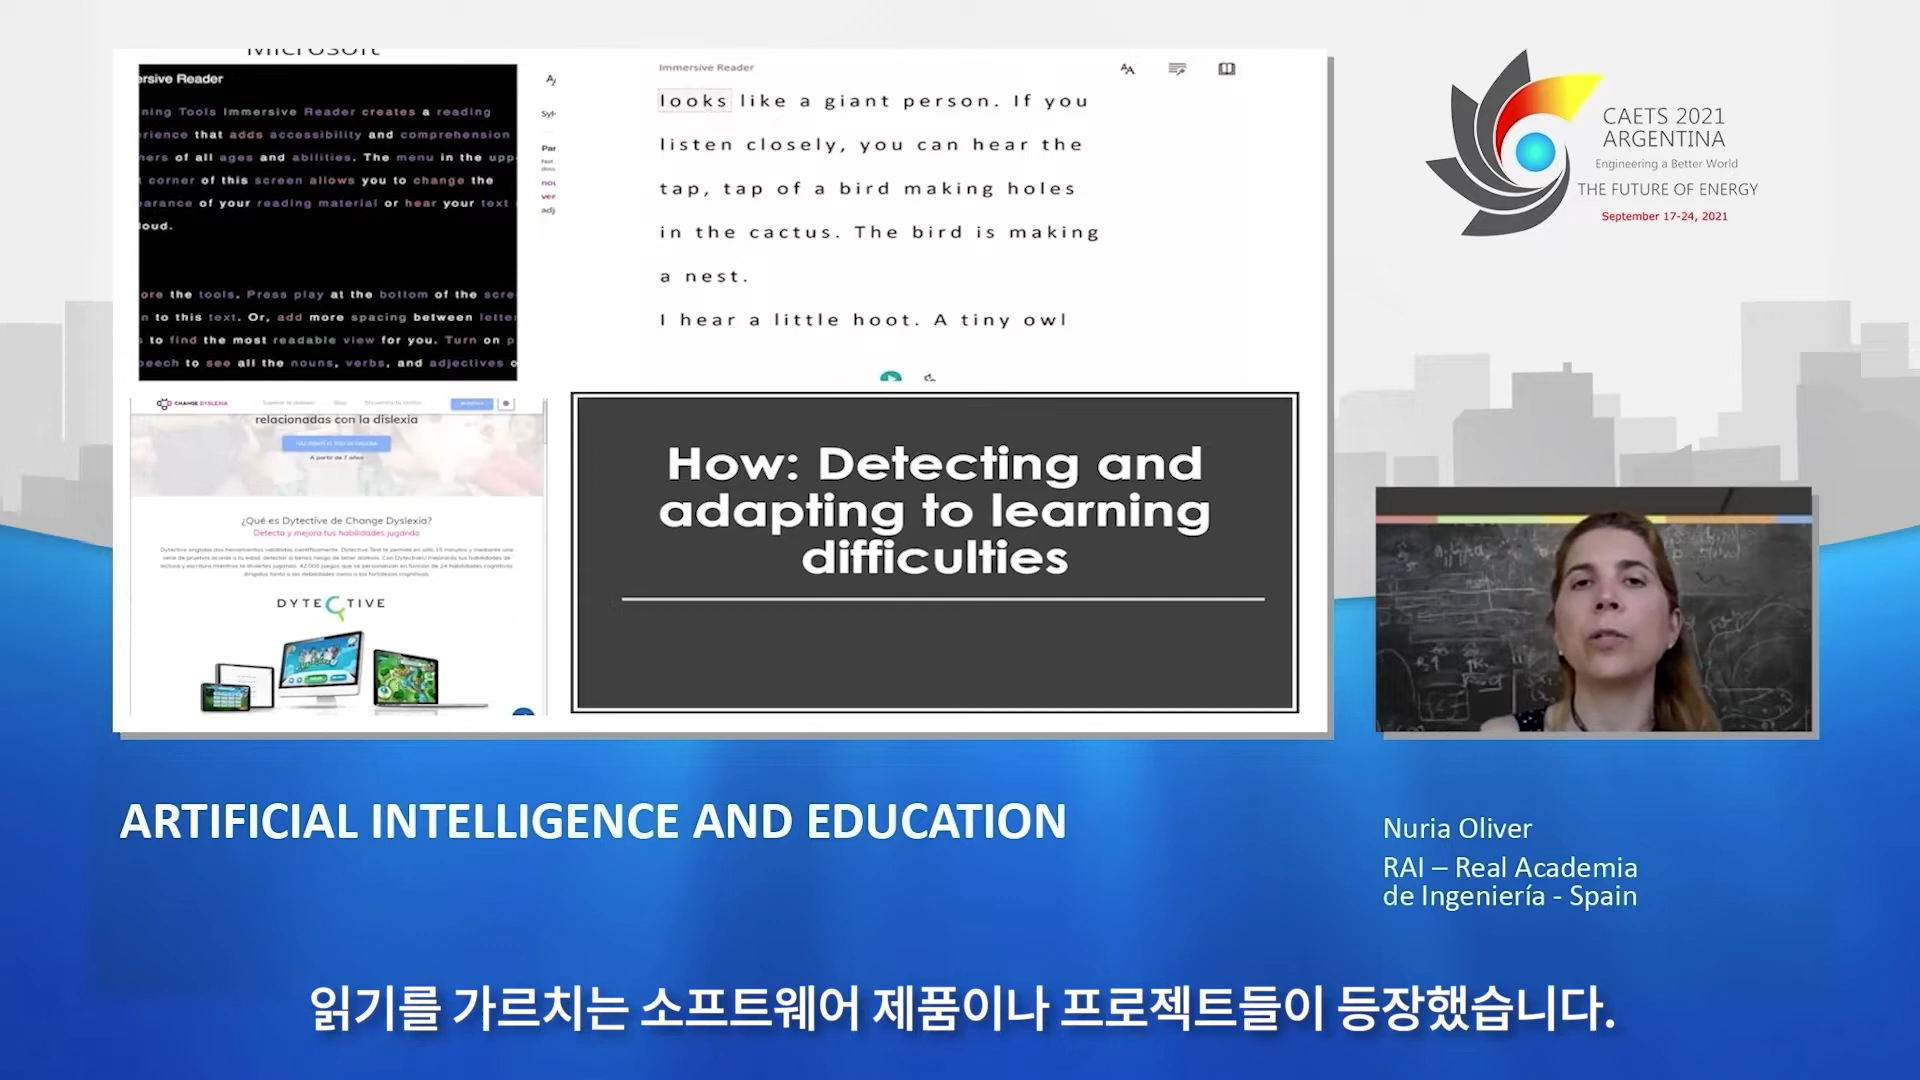 Immersive Reader
looks like a giant person. If you
listen closely, you can hear the
tap, tap of a bird making holes
in the cactus. The bird is making
a nest.
I hear a little hoot. A tiny owl
ersive Reader
ning Tools Immersive Reader creates a reading
rience that adds accessibility and comprehension
ners of all ages and abilities. The menu in the upp
corner of this screen allows you to change the
arance of your reading material or hear your text
loud.
ore the tools. Press play at the bottom of the scre
n to this text. Or, add more spacing between letter
to find the most readable view for you. Turn on p
peech to see all the nouns, verbs, and adjectives o
CHANGE DYSLEXIA
relacionadas con la dislexia
A partir de 7 años
¿Qué es Dytective de Change Dyslexia?
Detecta y mejora tus habilidades jugando
DYTECTIVE
How: Detecting and
adapting to learning
difficulties
CAETS 2021
ARGENTINA
Engineering a Better World
THE FUTURE OF ENERGY
September 17-24, 2021
ARTIFICIAL INTELLIGENCE AND EDUCATION
Nuria Oliver
RAI – Real Academia
de Ingeniería - Spain
읽기를 가르치는 소프트웨어 제품이나 프로젝트들이 등장했습니다.